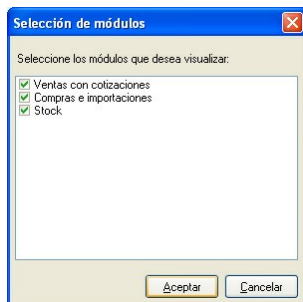 Selección de módulos
Seleccione los módulos que desea visualizar:
Ventas con cotizaciones
Compras e importaciones
Stock
Aceptar
Cancelar